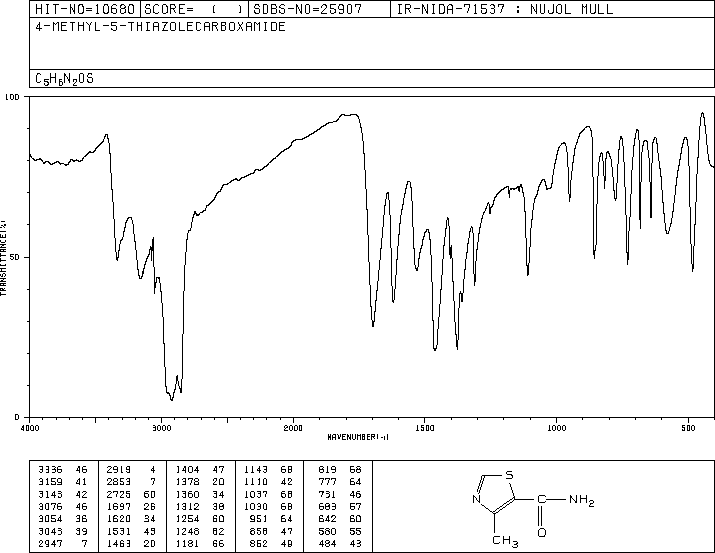 HIT-NO=10680 SCORE= ( ) SDBS-NO=25907 IR-NIDA-71537 : NUJOL MULL
4-METHYL-5-THIAZOLECARBOXAMIDE
C5H6N2OS
100
TRANSMITTANCE(%)
50
0
4000 3000 2000 1500 1000 500
WAVENUMBER(-1)
3336 46 2919 4 1404 47 1143 68 819 68
3159 41 2853 7 1378 20 1110 42 777 64
3143 42 2725 60 1360 34 1037 68 731 46
3076 46 1697 26 1312 38 1030 68 689 57
3054 36 1620 34 1254 60 951 64 642 60
3043 39 1531 43 1248 62 858 47 580 55
2947 7 1463 20 1181 66 852 49 484 43
S
N
O
NH2
CH3